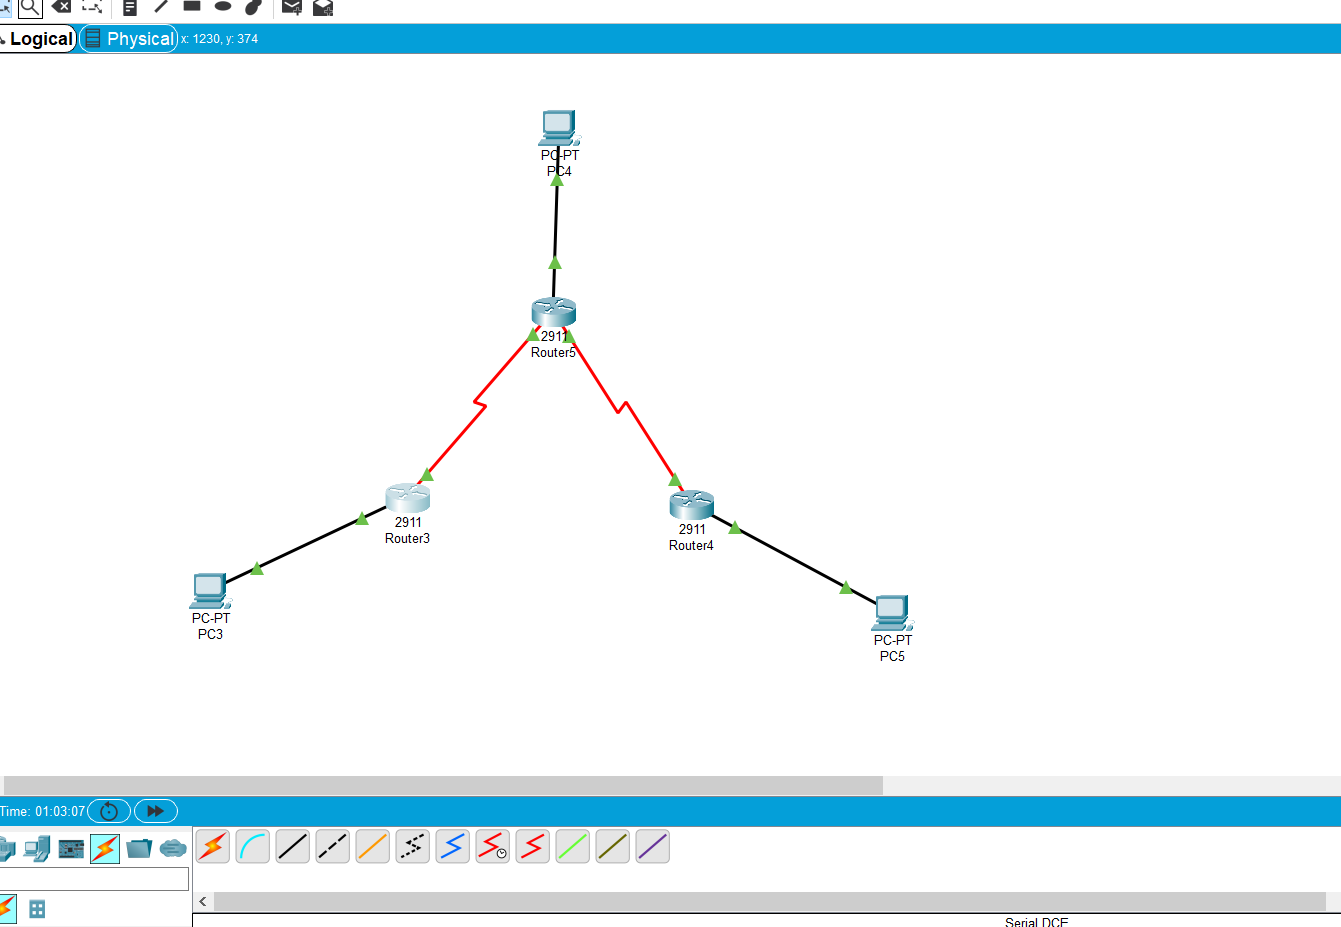 Logical
Physical
x: 1230, y: 374
PC-PT
PC4
2911
Router5
2911
Router3
2911
Router4
PC-PT
PC3
PC-PT
PC5
Time: 01:03:07
Serial DCE